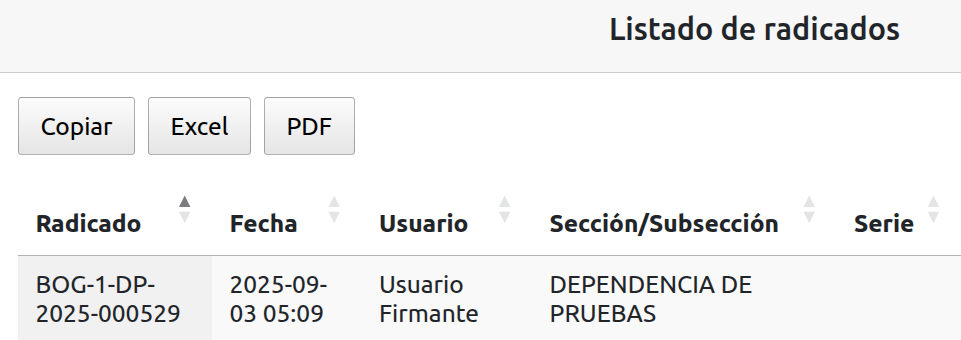 Listado de radicados
Copiar Excel PDF
Radicado Fecha Usuario Sección/Subsección Serie
BOG-1-DP- 2025-09- Usuario DEPENDENCIA DE
2025-000529 03 05:09 Firmante PRUEBAS